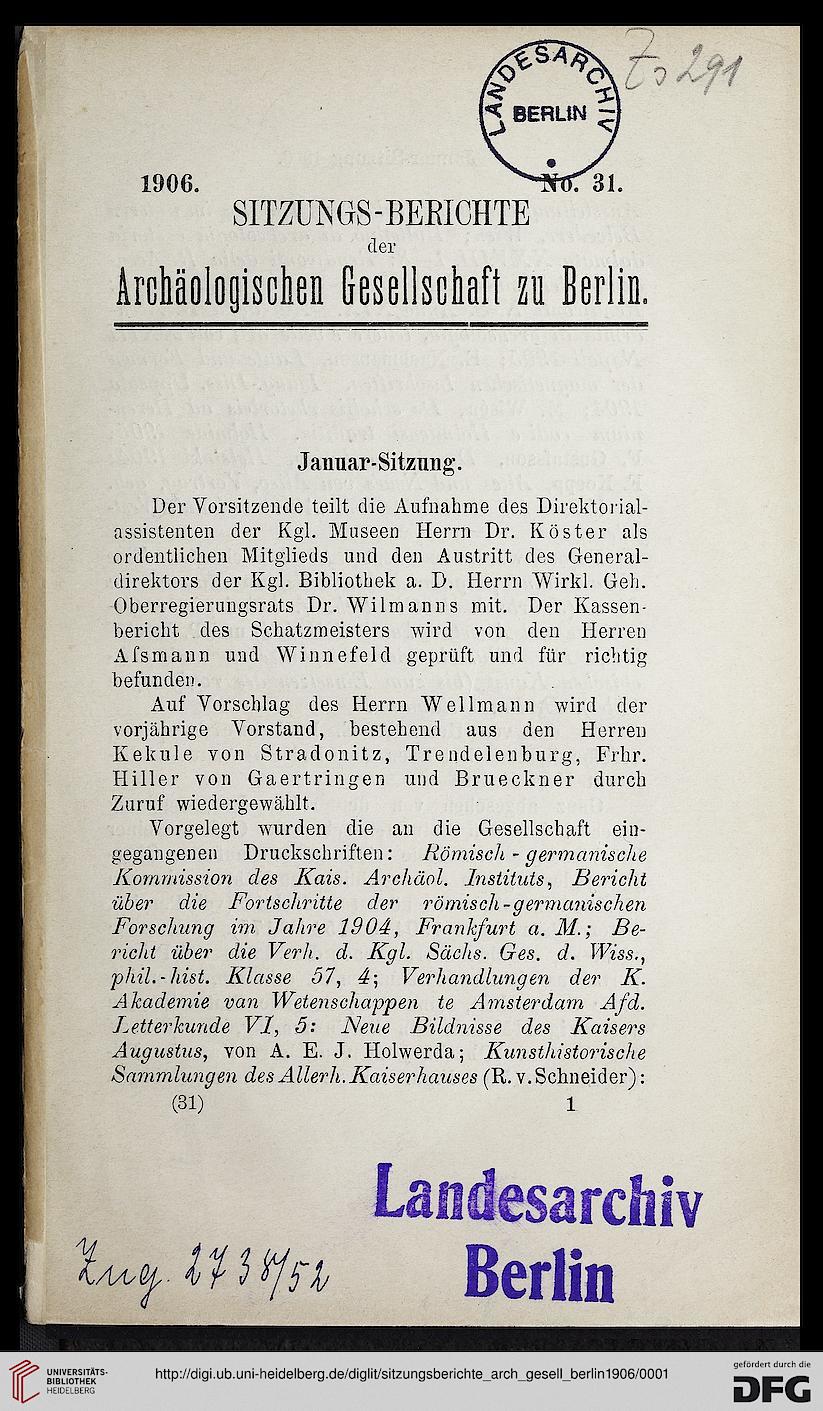 Zs 291
LANDESARCHIV
BERLIN
1906. No. 31.
SITZUNGS-BERICHTE
der
Archäologischen Gesellschaft zu Berlin.
Januar-Sitzung.
Der Vorsitzende teilt die Aufnahme des Direktorial-
assistenten der Kgl. Museen Herrn Dr. Köster als
ordentlichen Mitglieds und den Austritt des General-
direktors der Kgl. Bibliothek a. D. Herrn Wirkl. Geh.
Oberregierungsrats Dr. Wilmanns mit. Der Kassen-
bericht des Schatzmeisters wird von den Herren
Aſsmann und Winnefeld geprüft und für richtig
befunden.
Auf Vorschlag des Herrn Wellmann wird der
vorjährige Vorstand, bestehend aus den Herren
Kekule von Stradonitz, Trendelenburg, Frhr.
Hiller von Gaertringen und Brueckner durch
Zuruf wiedergewählt.
Vorgelegt wurden die an die Gesellschaft ein-
gegangenen Druckschriften: Römisch-germanische
Kommission des Kais. Archäol. Instituts, Bericht
über die Fortschritte der römisch-germanischen
Forschung im Jahre 1904, Frankfurt a. M.; Be-
richt über die Verh. d. Kgl. Sächs. Ges. d. Wiss.,
phil.-hist. Klasse 57, 4; Verhandlungen der K.
Akademie van Wetenschappen te Amsterdam Afd.
Letterkunde VI, 5: Neue Bildnisse des Kaisers
Augustus, von A. E. J. Holwerda; Kunsthistorische
Sammlungen des Allerh. Kaiserhauses (R. v. Schneider):
(31) 1
Landesarchiv
Berlin
Zug. 2738/52
UNIVERSITÄTS-
BIBLIOTHEK
HEIDELBERG
http://digi.ub.uni-heidelberg.de/diglit/sitzungsberichte_arch_gesell_berlin1906/0001
gefördert durch die
DFG